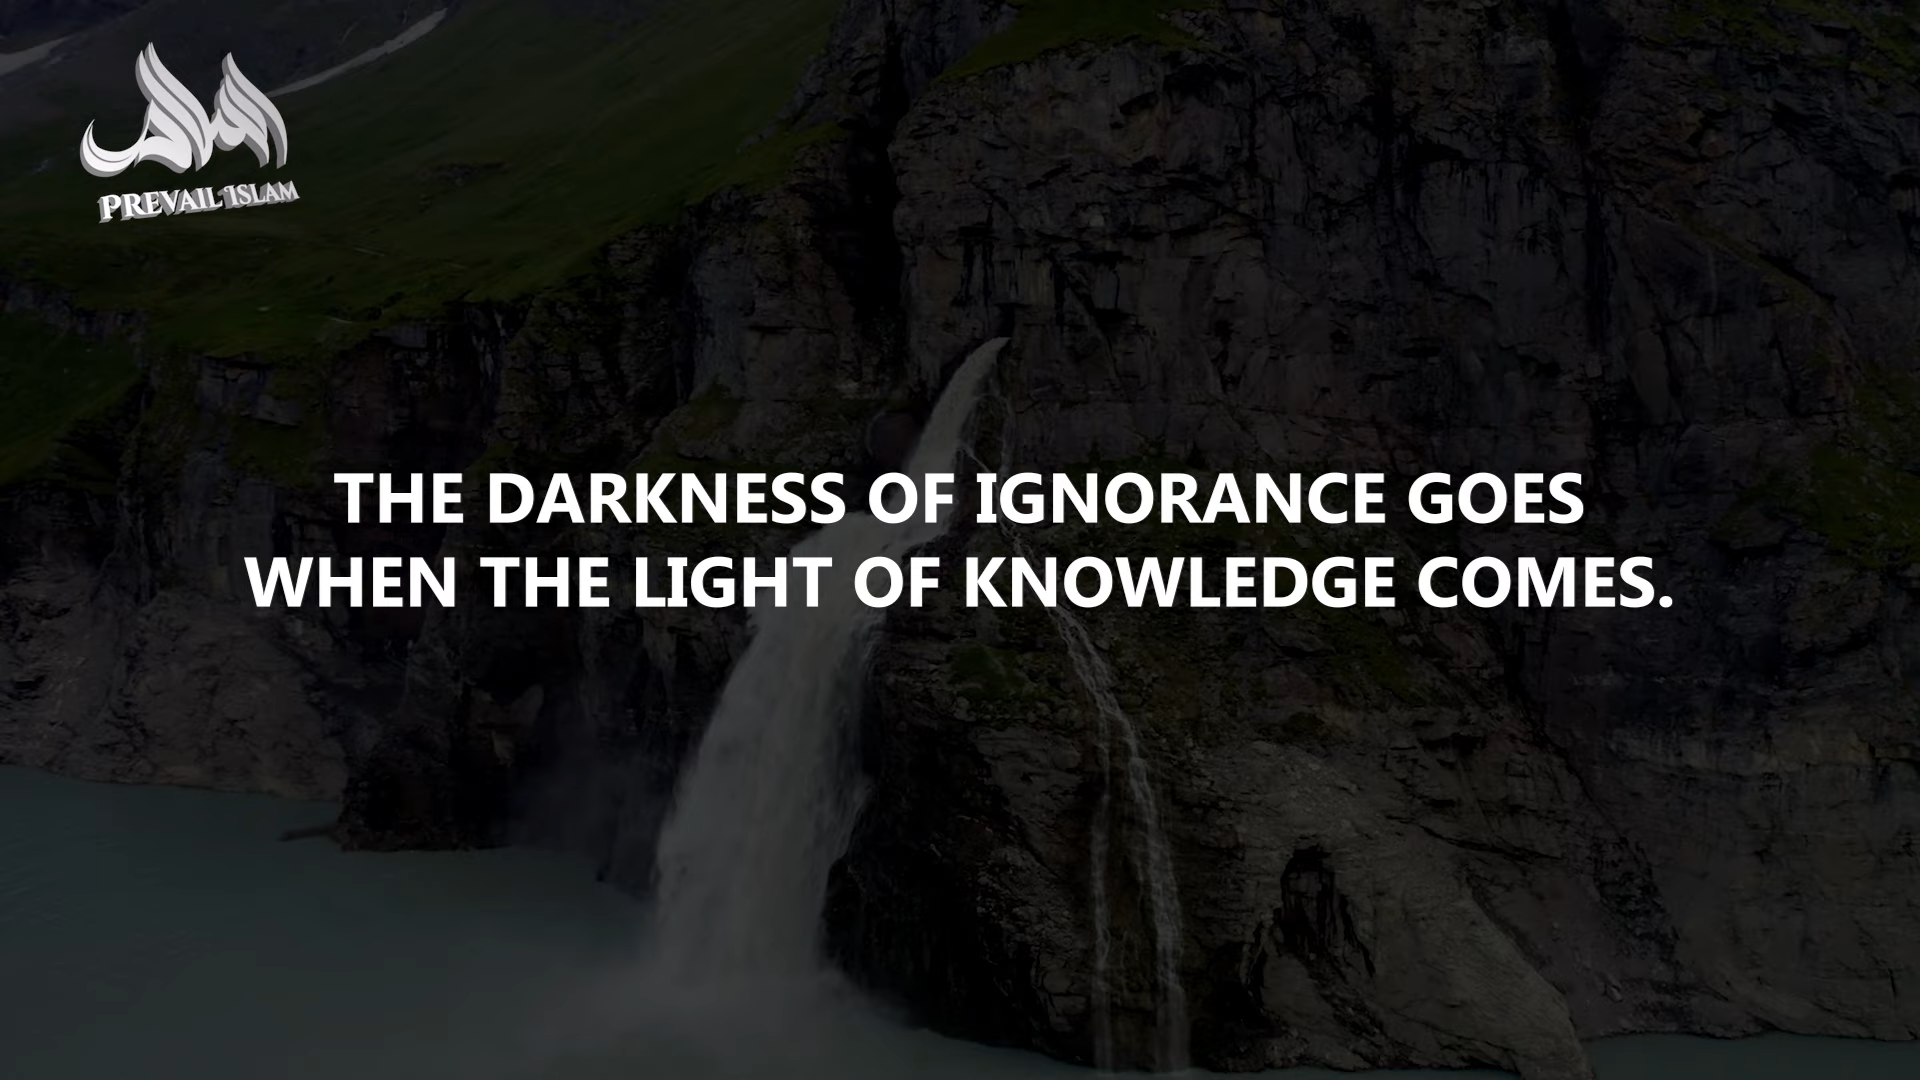 PREVAIL ISLAM
THE DARKNESS OF IGNORANCE GOES
WHEN THE LIGHT OF KNOWLEDGE COMES.